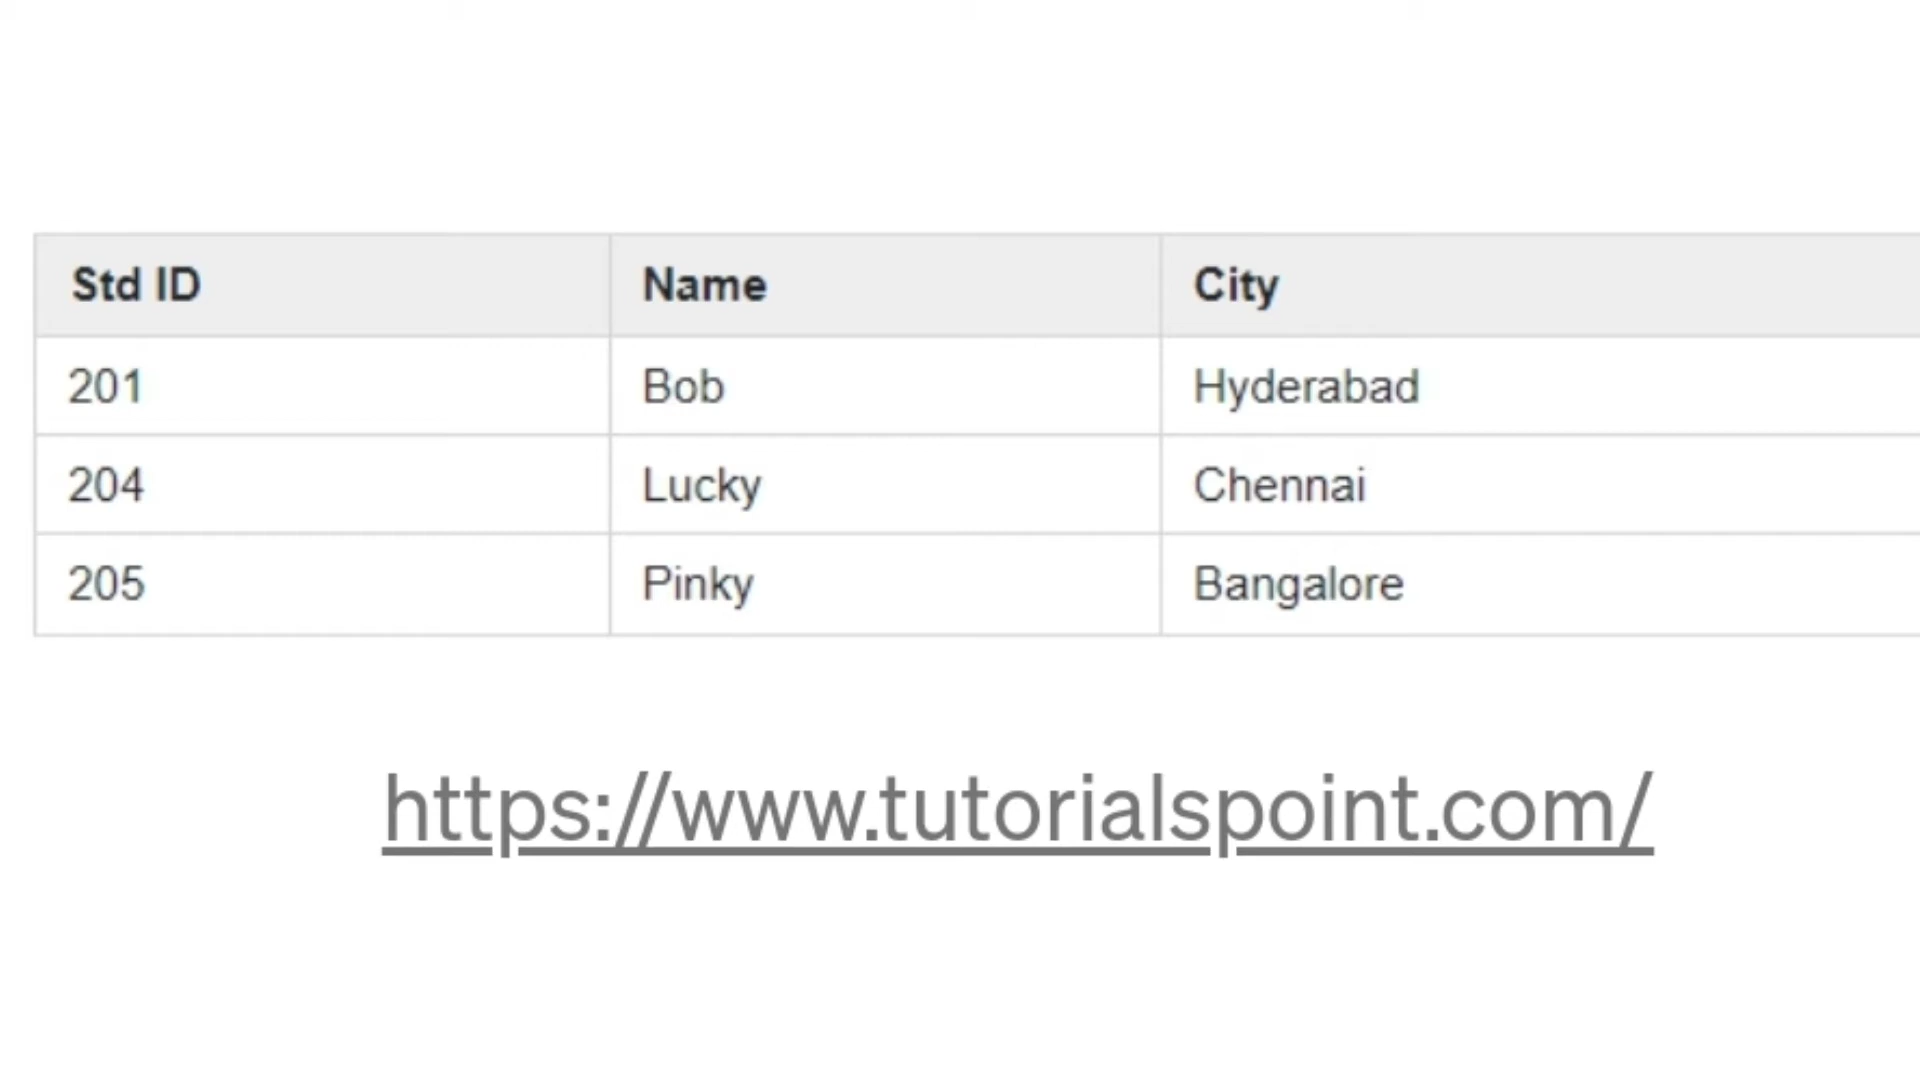 Std ID Name City
201 Bob Hyderabad
204 Lucky Chennai
205 Pinky Bangalore
https://www.tutorialspoint.com/